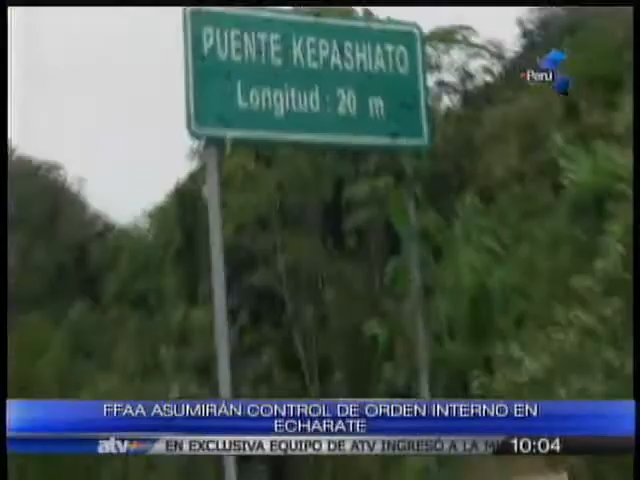 PUENTE KEPASHIATO
Longitud : 20 m
Perú
FFAA ASUMIRÁN CONTROL DE ORDEN INTERNO EN
ECHARATE
atv+ EN EXCLUSIVA EQUIPO DE ATV INGRESÓ A LA 10:04